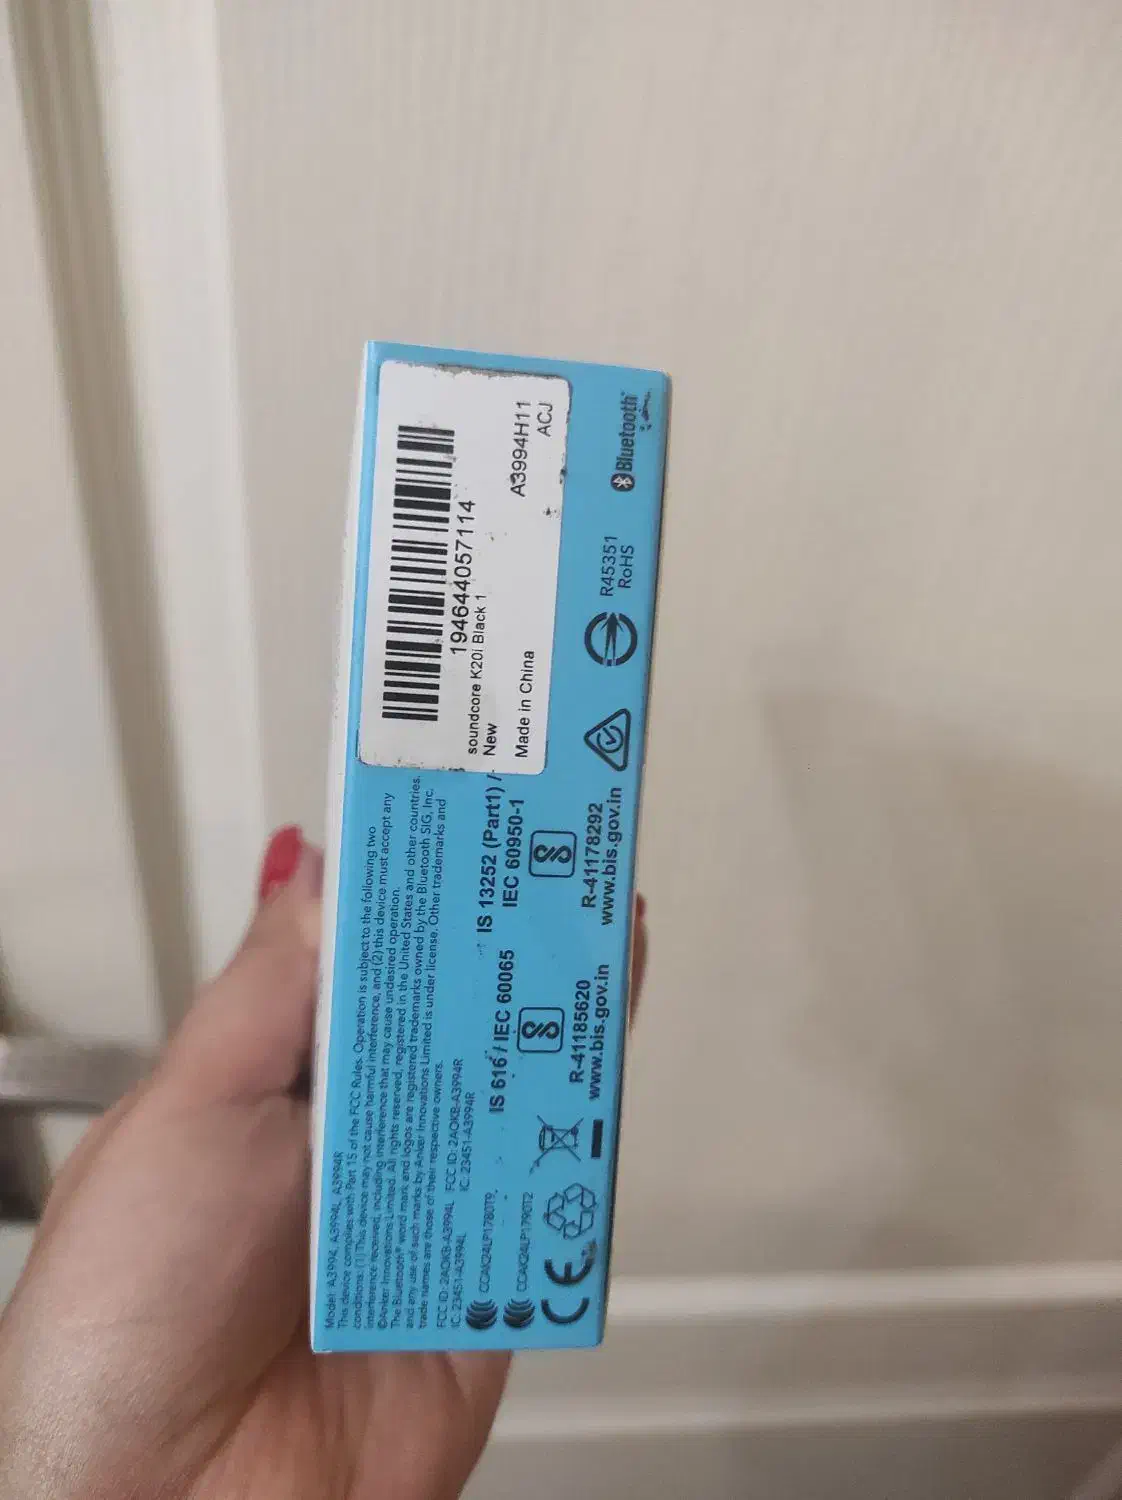 Model: A3994, A3994L, A3994R
This device complies with Part 15 of the FCC Rules. Operation is subject to the following two
conditions: (1) This device may not cause harmful interference, and (2) this device must accept any
interference received, including interference that may cause undesired operation.
©Anker Innovations Limited. All rights reserved, registered in the United States and other countries.
The Bluetooth® word mark and logos are registered trademarks owned by the Bluetooth SIG, Inc.
and any use of such marks by Anker Innovations Limited is under license. Other trademarks and
trade names are those of their respective owners.
FCC ID: 2AOKB-A3994L FCC ID: 2AOKB-A3994R
IC: 23451-A3994L IC: 23451-A3994R
CCAK24LP1780T9
CCAK24LP1790T2
CE
IS 616 / IEC 60065
R-41185620
www.bis.gov.in
IS 13252 (Part1) /
IEC 60950-1
R-41178292
www.bis.gov.in
194644057114
soundcore K20i Black 1
New
A3994H11
Made in China
ACJ
R45351
RoHS
Bluetooth